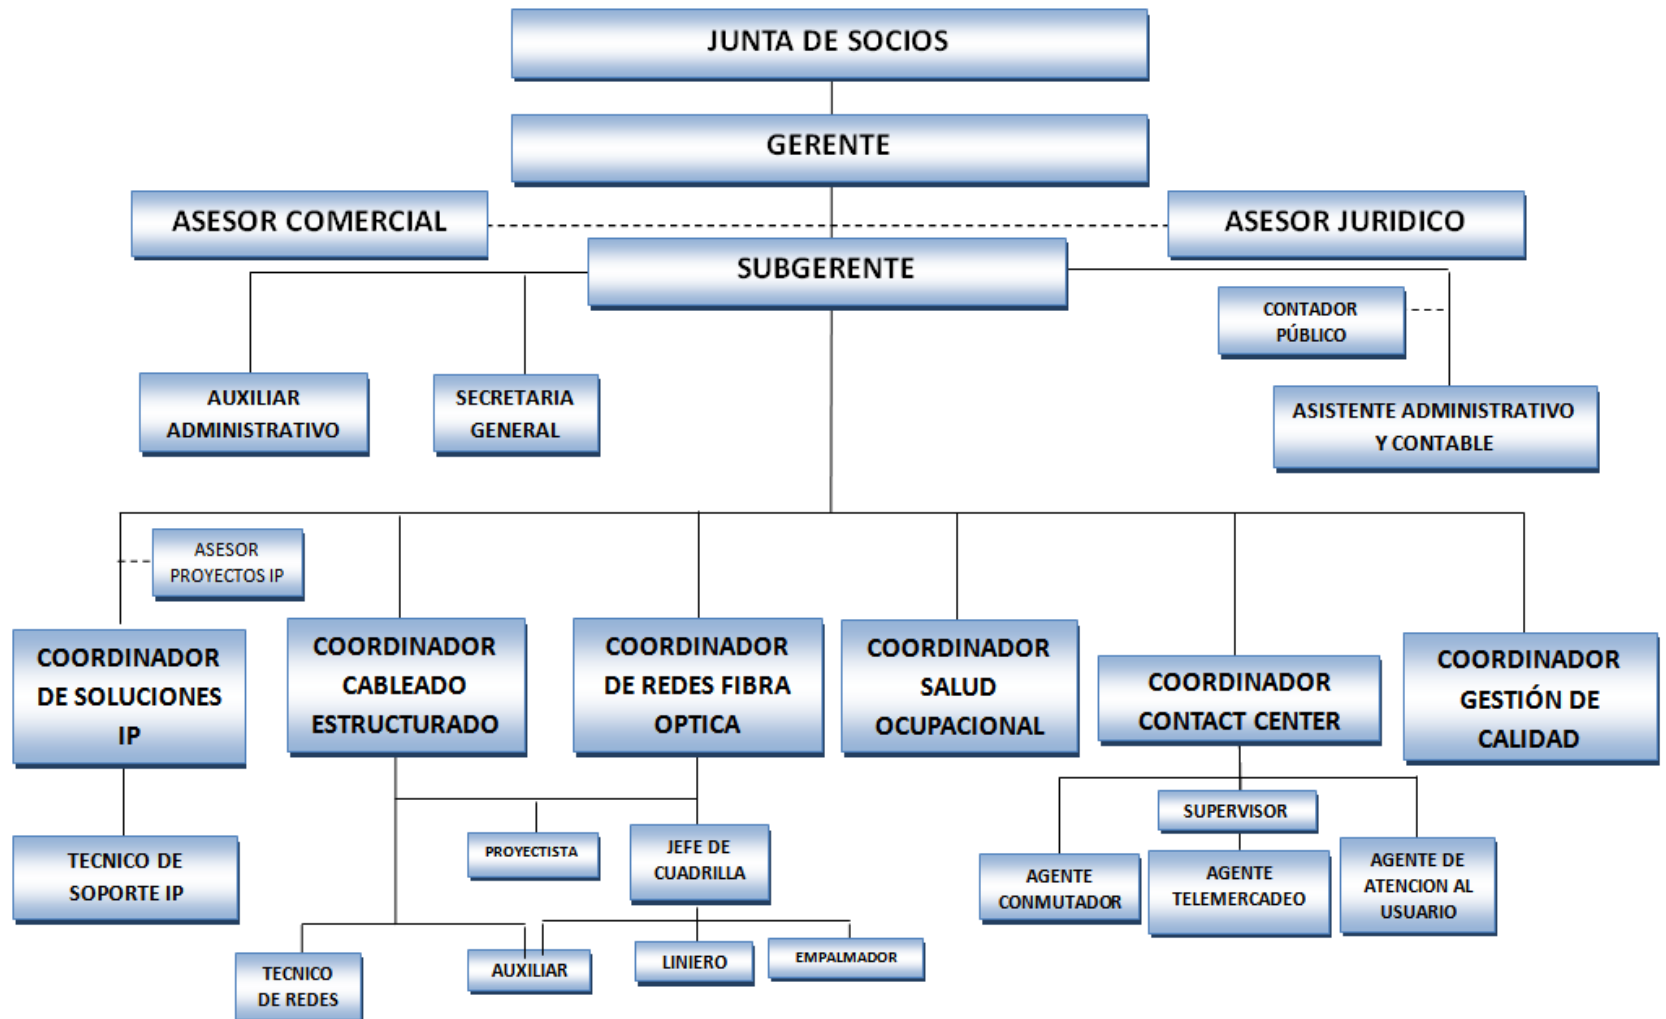 JUNTA DE SOCIOS
GERENTE
ASESOR COMERCIAL
ASESOR JURIDICO
SUBGERENTE
CONTADOR
PÚBLICO
AUXILIAR
ADMINISTRATIVO
SECRETARIA
GENERAL
ASISTENTE ADMINISTRATIVO
Y CONTABLE
ASESOR
PROYECTOS IP
COORDINADOR
DE SOLUCIONES
IP
COORDINADOR
CABLEADO
ESTRUCTURADO
COORDINADOR
DE REDES FIBRA
OPTICA
COORDINADOR
SALUD
OCUPACIONAL
COORDINADOR
CONTACT CENTER
COORDINADOR
GESTIÓN DE
CALIDAD
TECNICO DE
SOPORTE IP
PROYECTISTA
JEFE DE
CUADRILLA
SUPERVISOR
AGENTE
CONMUTADOR
AGENTE
TELEMERCADEO
AGENTE DE
ATENCION AL
USUARIO
TECNICO
DE REDES
AUXILIAR
LINIERO
EMPALMADOR